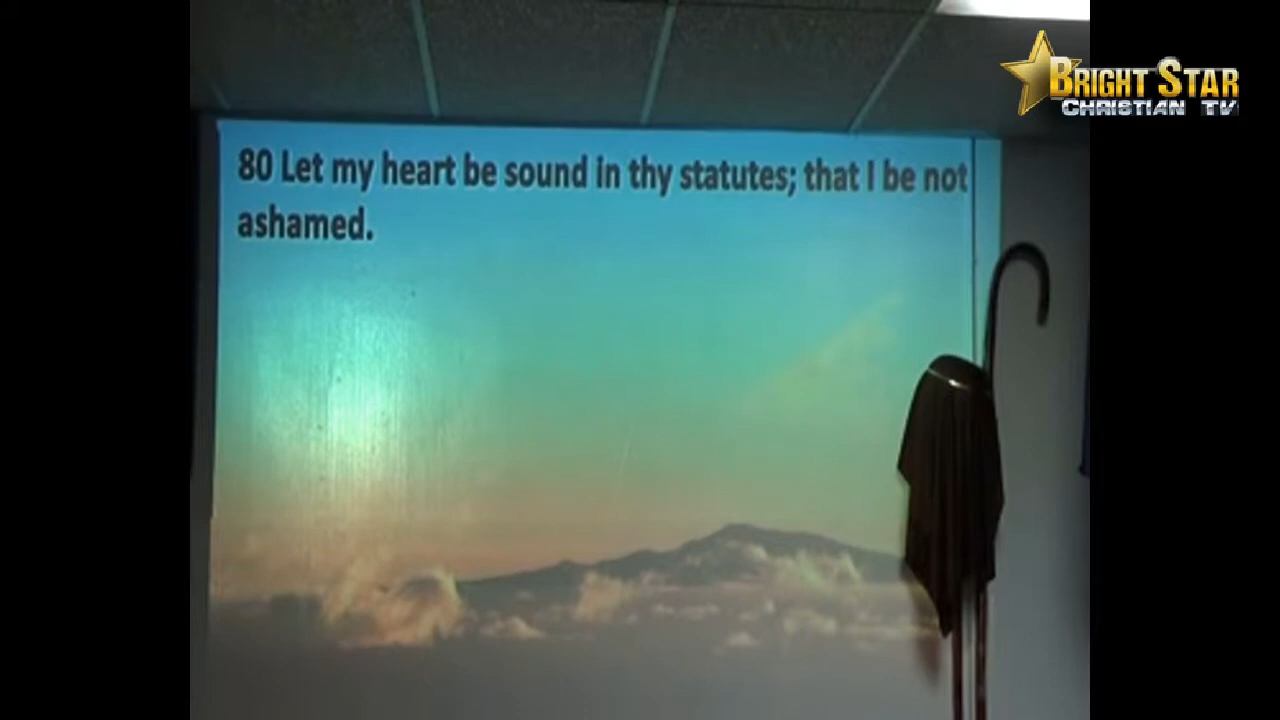 BRIGHT STAR
CHRISTIAN TV
80 Let my heart be sound in thy statutes; that I be not
ashamed.